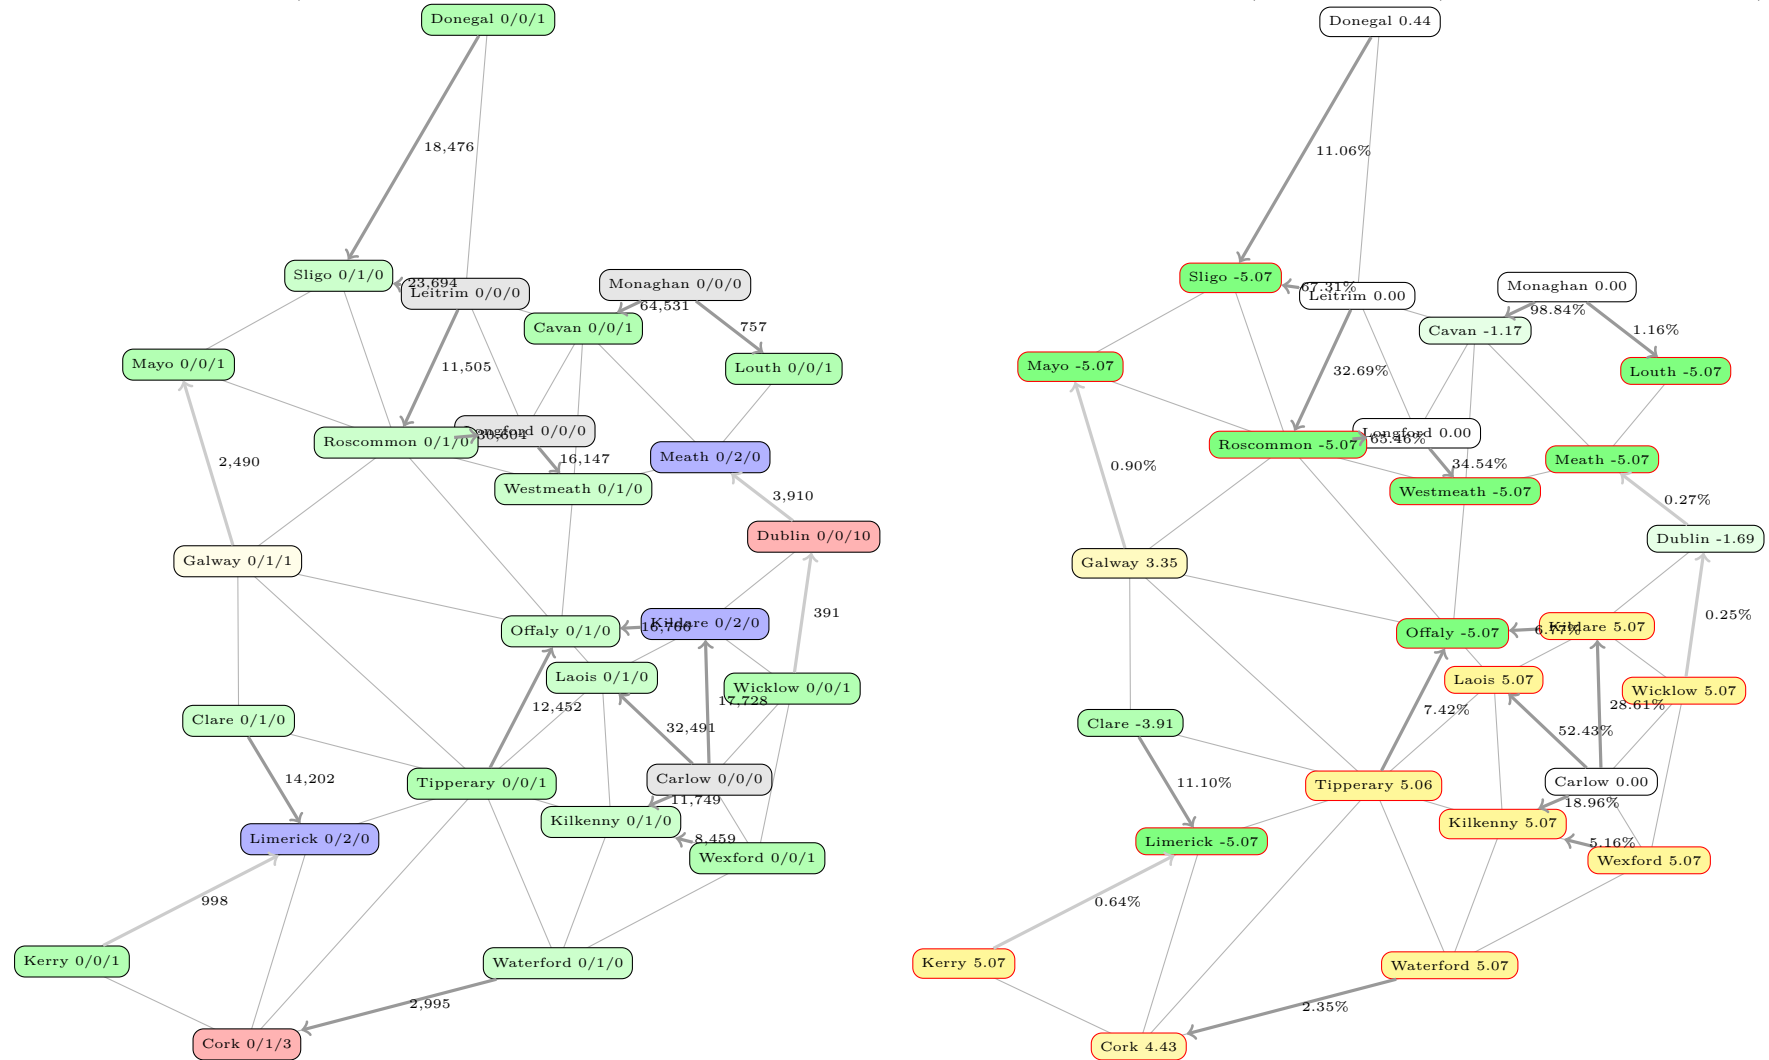 Donegal 0/0/1
18,476
Sligo 0/1/0
23,694
Leitrim 0/0/0
Monaghan 0/0/0
64,531
Cavan 0/0/1
757
Mayo 0/0/1
11,505
Louth 0/0/1
Roscommon 0/1/0
30,604
Longford 0/0/0
2,490
16,147
Meath 0/2/0
Westmeath 0/1/0
3,910
Dublin 0/0/10
Galway 0/1/1
391
Offaly 0/1/0
16,766
Kildare 0/2/0
Laois 0/1/0
Wicklow 0/0/1
17,728
12,452
Clare 0/1/0
32,491
14,202
Tipperary 0/0/1
Carlow 0/0/0
11,749
Kilkenny 0/1/0
Limerick 0/2/0
8,459
Wexford 0/0/1
998
Kerry 0/0/1
Waterford 0/1/0
2,995
Cork 0/1/3
Donegal 0.44
11.06%
Sligo -5.07
67.31%
Leitrim 0.00
Monaghan 0.00
98.84%
Cavan -1.17
1.16%
Mayo -5.07
32.69%
Louth -5.07
Roscommon -5.07
65.46%
Longford 0.00
0.90%
34.54%
Meath -5.07
Westmeath -5.07
0.27%
Dublin -1.69
Galway 3.35
0.25%
Offaly -5.07
6.77%
Kildare 5.07
Laois 5.07
Wicklow 5.07
28.61%
7.42%
Clare -3.91
52.43%
11.10%
Tipperary 5.06
Carlow 0.00
18.96%
Kilkenny 5.07
Limerick -5.07
5.16%
Wexford 5.07
0.64%
Kerry 5.07
Waterford 5.07
2.35%
Cork 4.43